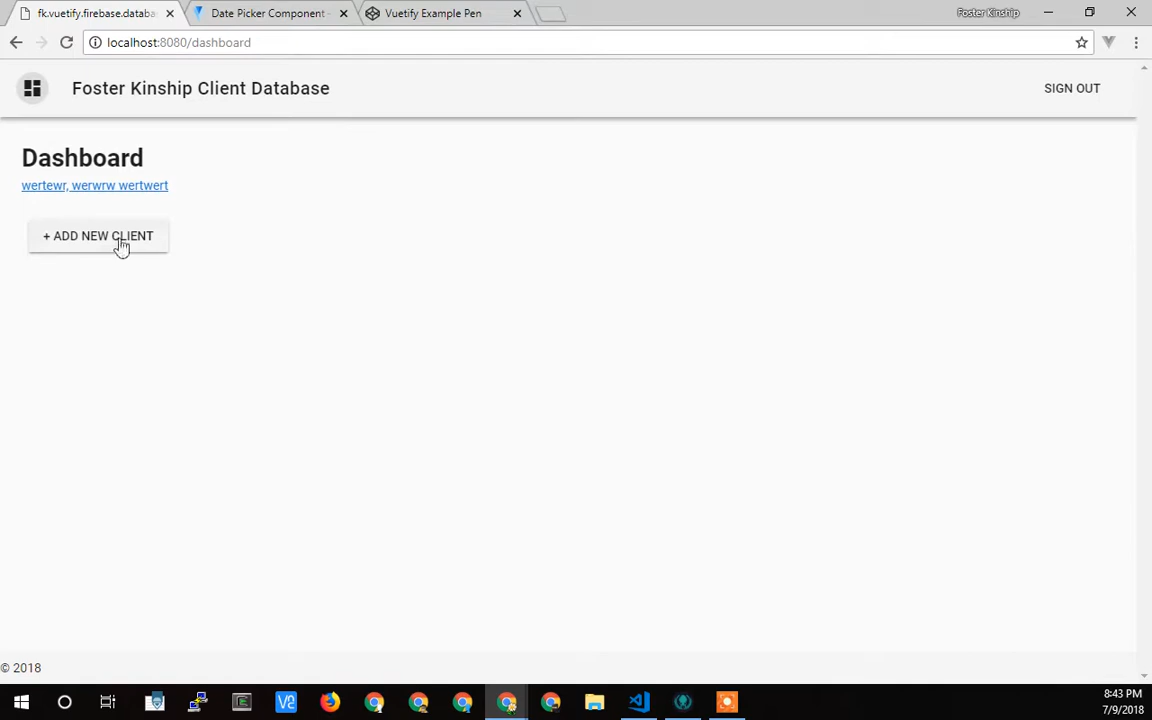 fk.vuetify.firebase.databa
Date Picker Component -
Vuetify Example Pen
Foster Kinship
localhost:8080/dashboard
Foster Kinship Client Database
SIGN OUT
Dashboard
wertewr, werwrw wertwert
+ ADD NEW CLIENT
© 2018
8:43 PM
7/9/2018